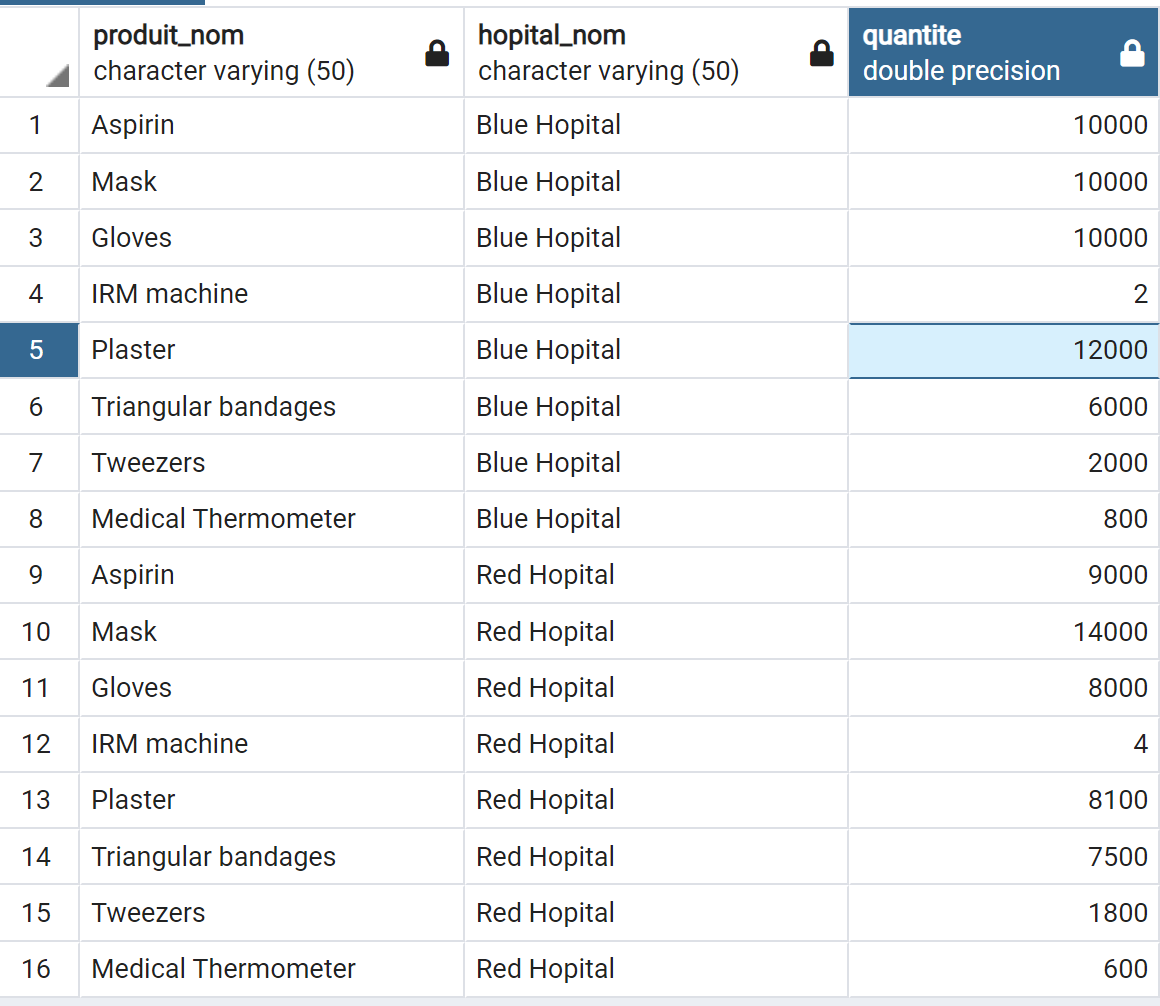 produit_nom hopital_nom quantite
character varying (50) character varying (50) double precision
1 Aspirin Blue Hopital 10000
2 Mask Blue Hopital 10000
3 Gloves Blue Hopital 10000
4 IRM machine Blue Hopital 2
5 Plaster Blue Hopital 12000
6 Triangular bandages Blue Hopital 6000
7 Tweezers Blue Hopital 2000
8 Medical Thermometer Blue Hopital 800
9 Aspirin Red Hopital 9000
10 Mask Red Hopital 14000
11 Gloves Red Hopital 8000
12 IRM machine Red Hopital 4
13 Plaster Red Hopital 8100
14 Triangular bandages Red Hopital 7500
15 Tweezers Red Hopital 1800
16 Medical Thermometer Red Hopital 600